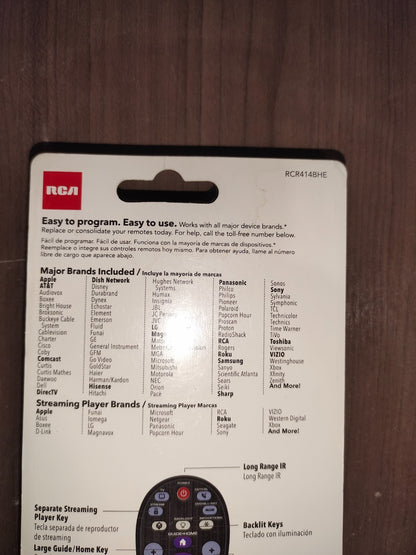 RCA
RCR414BHE
Easy to program. Easy to use. Works with all major device brands.*
Replace or consolidate your remotes today. For help, call the toll-free number below.
Fácil de programar. Fácil de usar. Funciona con la mayoría de marcas de dispositivos.*
Reemplace o integre sus controles remotos hoy mismo. Para obtener ayuda, llame al número
libre de cargo que aparece abajo.
Major Brands Included / Incluye la mayoría de marcas
Apple
AT&T
Audiovox
Boxee
Bright House
Broksonic
Buckeye Cable
System
Cablevision
Charter
Cisco
Coby
Comcast
Curtis
Curtis Mathes
Dell
DirecTV
Dish Network
Disney
Durabrand
Dynex
Echostar
Element
Emerson
Fluid
Funai
GE
General Instrument
GFM
Go Video
GoldStar
Haier
Harman/Kardon
Hisense
Hitachi
Hughes Network
Systems
Humax
Insignia
JBL
JC
JVC
LG
Mag
Mat
Motor
MGA
Microsoft
Mitsubishi
Motorola
NEC
Orion
Pace
Panasonic
Philco
Philips
Pioneer
Polaroid
Popcorn Hour
Proscan
Proton
RadioShack
RCA
Rogers
Roku
Samsung
Sanyo
Scientific Atlanta
Sears
Seiki
Sharp
Sonos
Sony
Sylvania
Symphonic
TCL
Technicolor
Technics
Time Warner
TiVo
Toshiba
Viewsonic
VIZIO
Westinghouse
Xbox
Xfinity
Zenith
And More!
Streaming Player Brands / Streaming Player Marcas
Apple
Asus
Boxee
D-Link
Funai
Iomega
LG
Magnavox
Microsoft
Netgear
Panasonic
Popcorn Hour
RCA
Roku
Seagate
Sony
VIZIO
Western Digital
Xbox
And More!
Long Range IR
Long Range IR
POWER
TV
STREAM
BACKLIGHT
GUIDE•HOME
Separate Streaming
Player Key
Tecla separada de reproductor
de streaming
Backlit Keys
Teclado con iluminación
Large Guide/Home Key